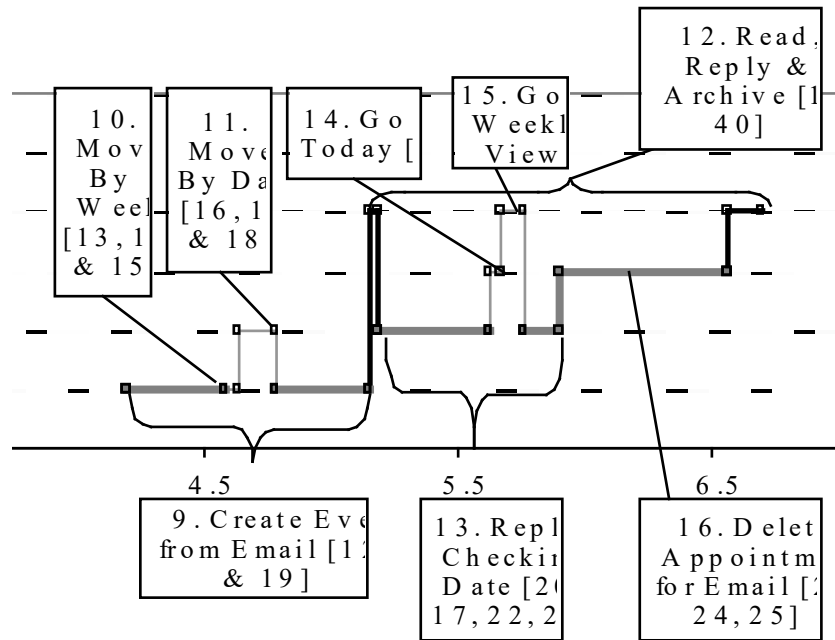 12. Read,
Reply &
Archive [1
40]
15. Go
Weekl
View
14. Go
Today [
11.
Move
By Da
[16, 1
& 18
10.
Mov
By
Weel
[13, 1
& 15
4.5
5.5
6.5
9. Create Eve
from Email [12
& 19]
13. Repl
Checkin
Date [20
17, 22, 2
16. Delet
Appointm
for Email [2
24, 25]